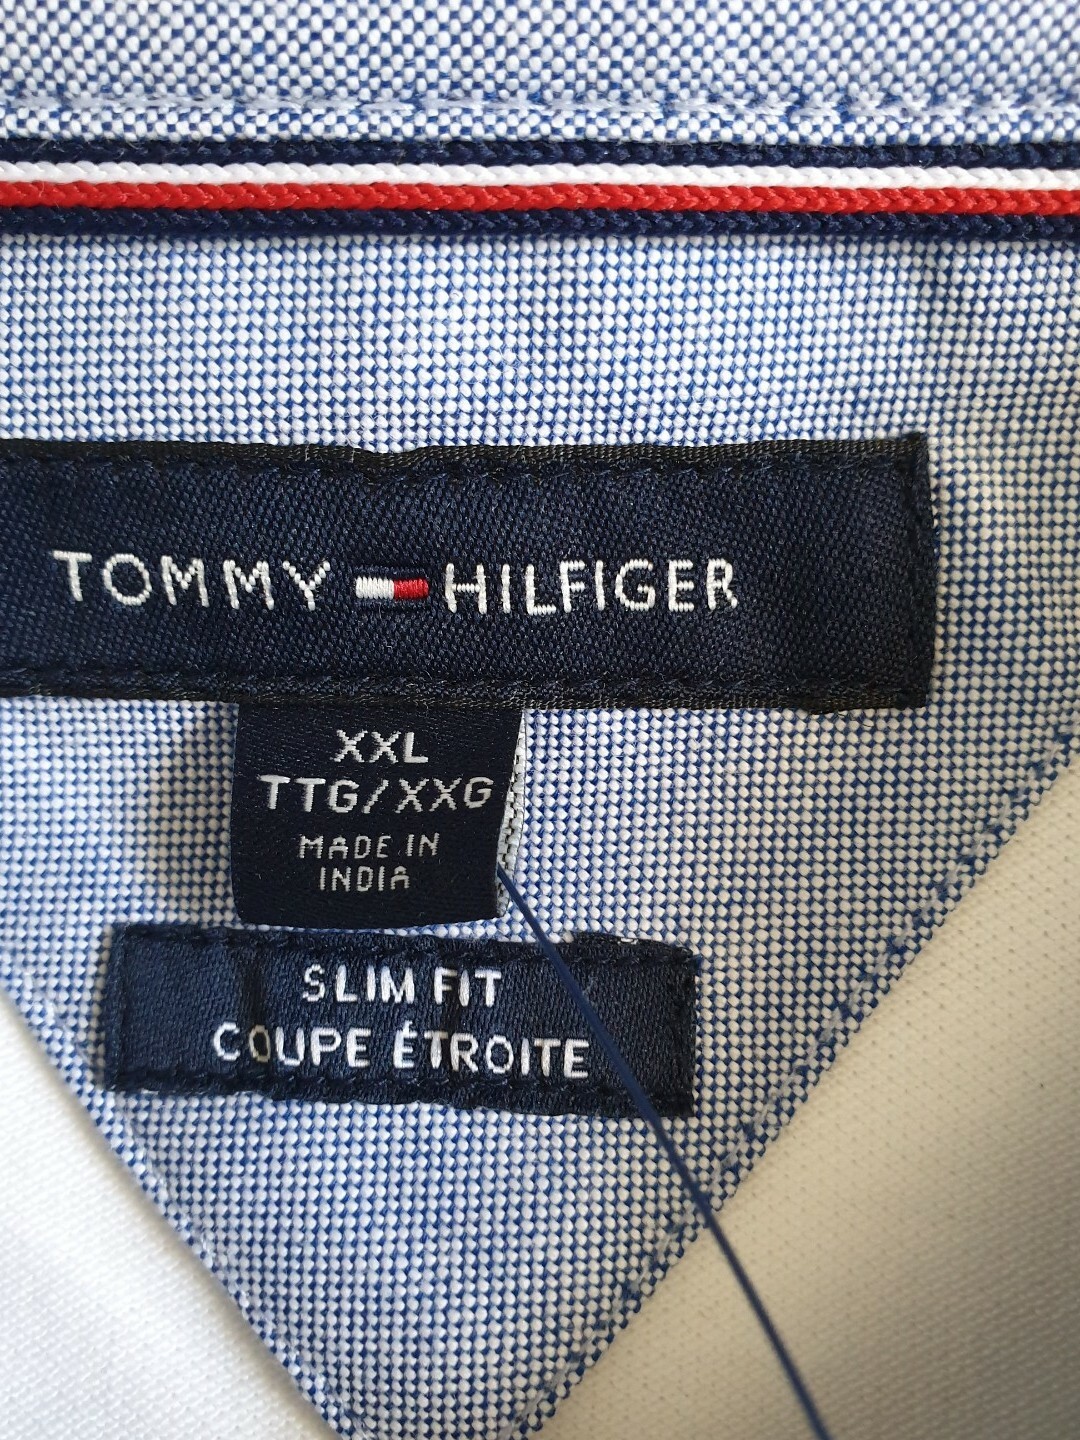 TOMMY HILFIGER
XXL
TTG/XXG
MADE IN
INDIA
SLIM FIT
COUPE ÉTROITE